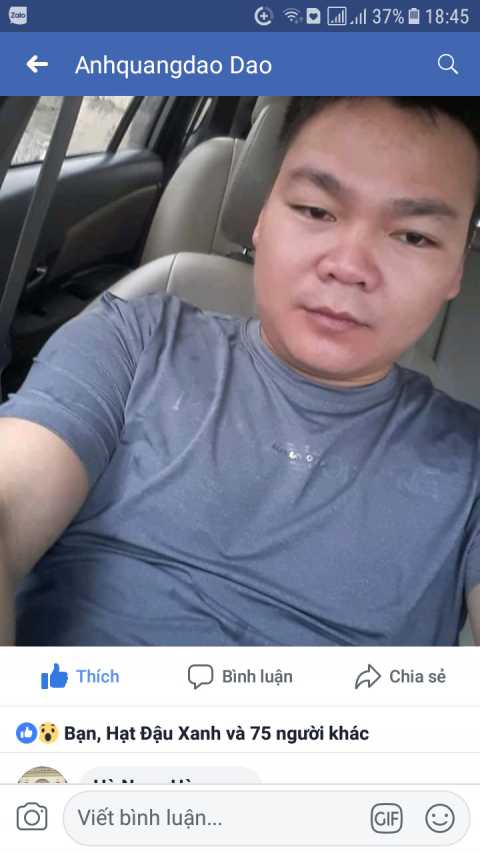 Zalo
37% 18:45
Anhquangdao Dao
Thích
Bình luận
Chia sẻ
Bạn, Hạt Đậu Xanh và 75 người khác
Viết bình luận...
GIF